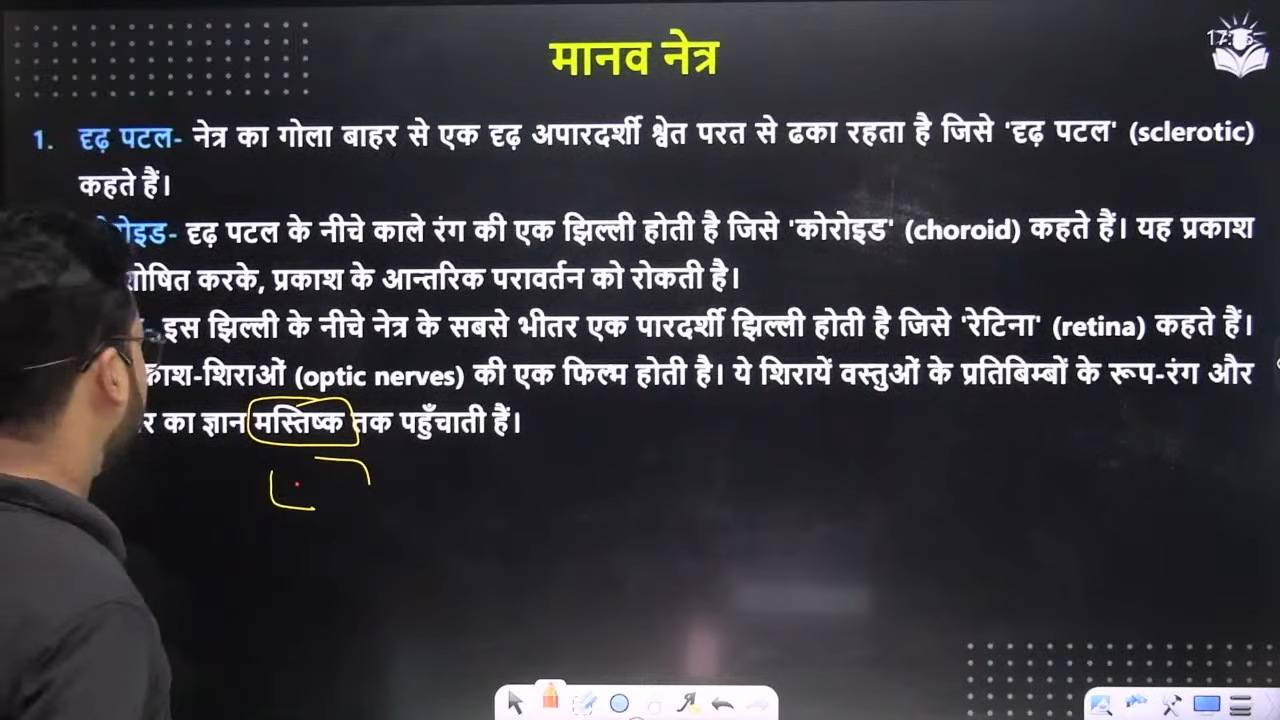 मानव नेत्र
17:15
1. दृढ़ पटल- नेत्र का गोला बाहर से एक दृढ़ अपारदर्शी श्वेत परत से ढका रहता है जिसे 'दृढ़ पटल' (sclerotic)
कहते हैं।
रोइड- दृढ़ पटल के नीचे काले रंग की एक झिल्ली होती है जिसे 'कोरोइड' (choroid) कहते हैं। यह प्रकाश
शोषित करके, प्रकाश के आन्तरिक परावर्तन को रोकती है।
इस झिल्ली के नीचे नेत्र के सबसे भीतर एक पारदर्शी झिल्ली होती है जिसे 'रेटिना' (retina) कहते हैं।
काश-शिराओं (optic nerves) की एक फिल्म होती है। ये शिरायें वस्तुओं के प्रतिबिम्बों के रूप-रंग और
र का ज्ञान मस्तिष्क तक पहुँचाती हैं।